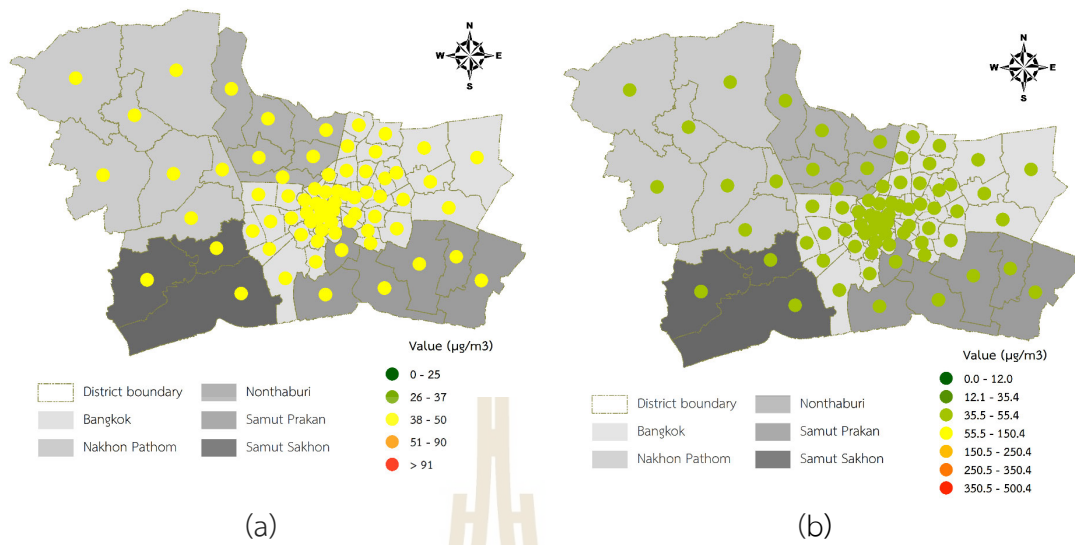 N
W E
S
Value (µg/m3)
0 - 25
26 - 37
38 - 50
51 - 90
> 91
District boundary
Nonthaburi
Bangkok
Samut Prakan
Nakhon Pathom
Samut Sakhon
(a)
N
W E
S
Value (µg/m3)
0.0 - 12.0
12.1 - 35.4
35.5 - 55.4
55.5 - 150.4
150.5 - 250.4
250.5 - 350.4
350.5 - 500.4
District boundary
Nonthaburi
Bangkok
Samut Prakan
Nakhon Pathom
Samut Sakhon
(b)